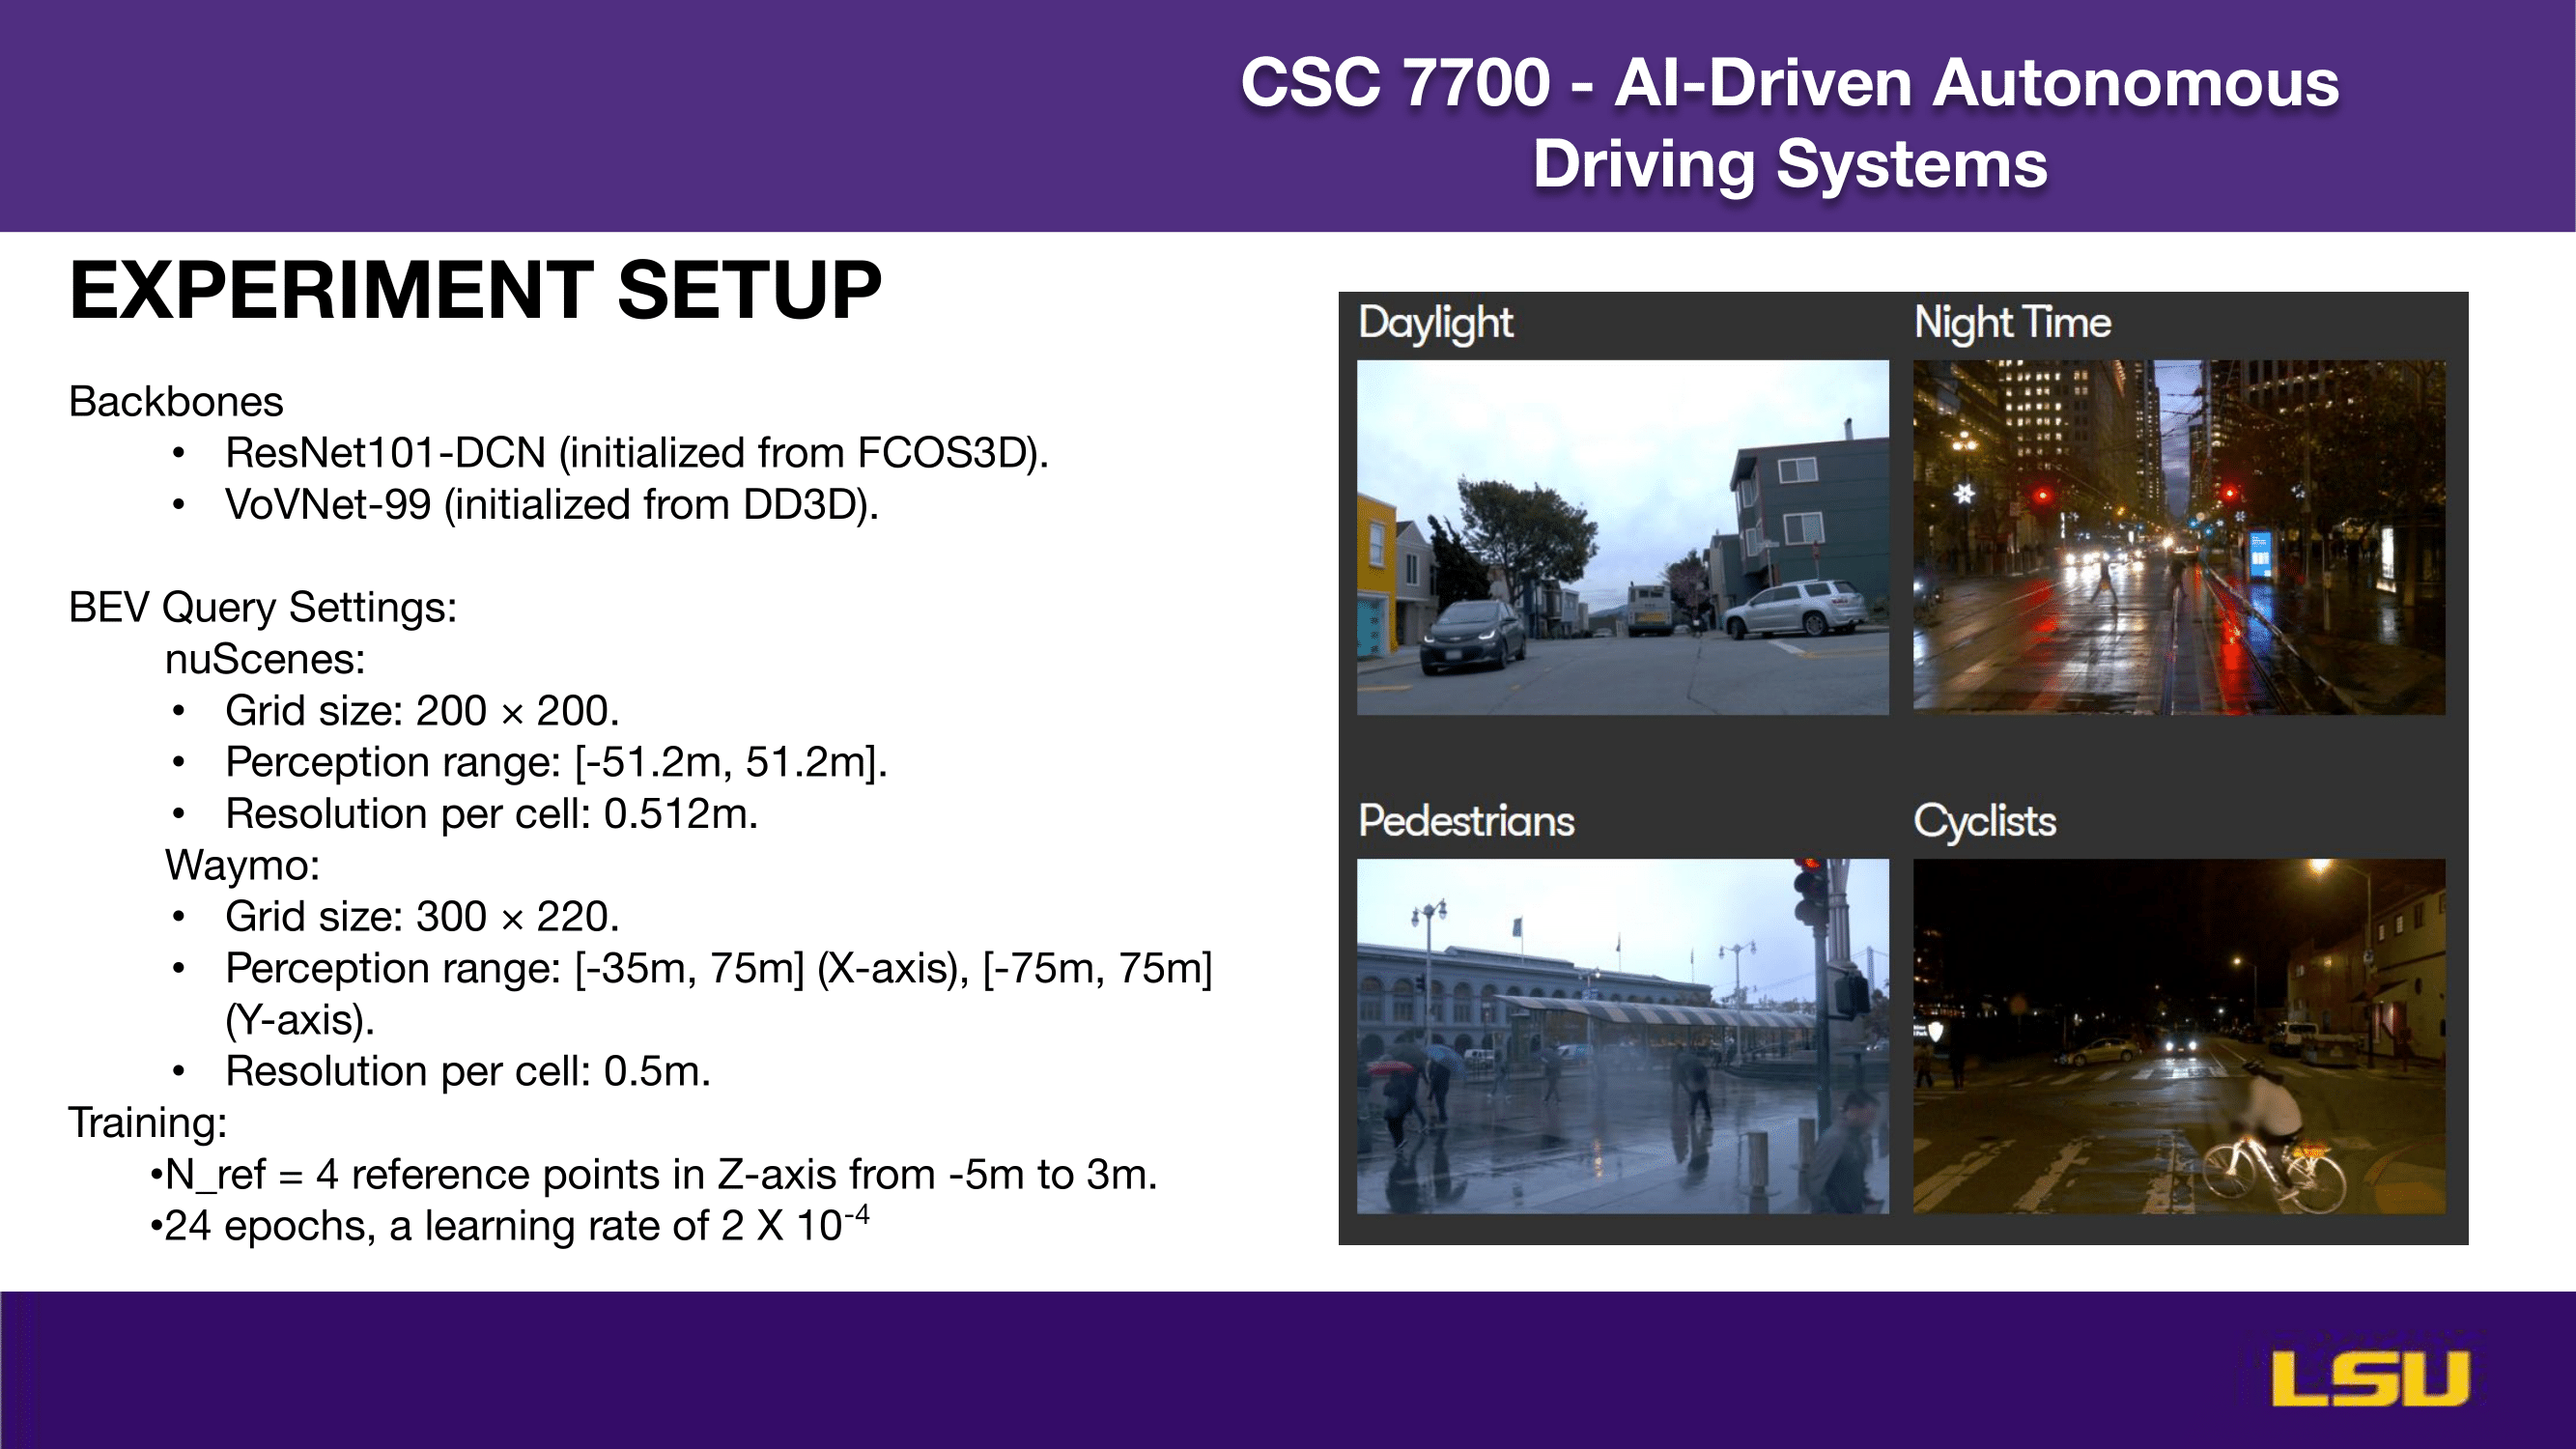 CSC 7700 - AI-Driven Autonomous
Driving Systems
EXPERIMENT SETUP
Backbones
• ResNet101-DCN (initialized from FCOS3D).
• VoVNet-99 (initialized from DD3D).
BEV Query Settings:
nuScenes:
• Grid size: 200 × 200.
• Perception range: [-51.2m, 51.2m].
• Resolution per cell: 0.512m.
Waymo:
• Grid size: 300 × 220.
• Perception range: [-35m, 75m] (X-axis), [-75m, 75m]
(Y-axis).
• Resolution per cell: 0.5m.
Training:
•N_ref = 4 reference points in Z-axis from -5m to 3m.
•24 epochs, a learning rate of 2 X 10⁻⁴
Daylight
Night Time
Pedestrians
Cyclists
LSU